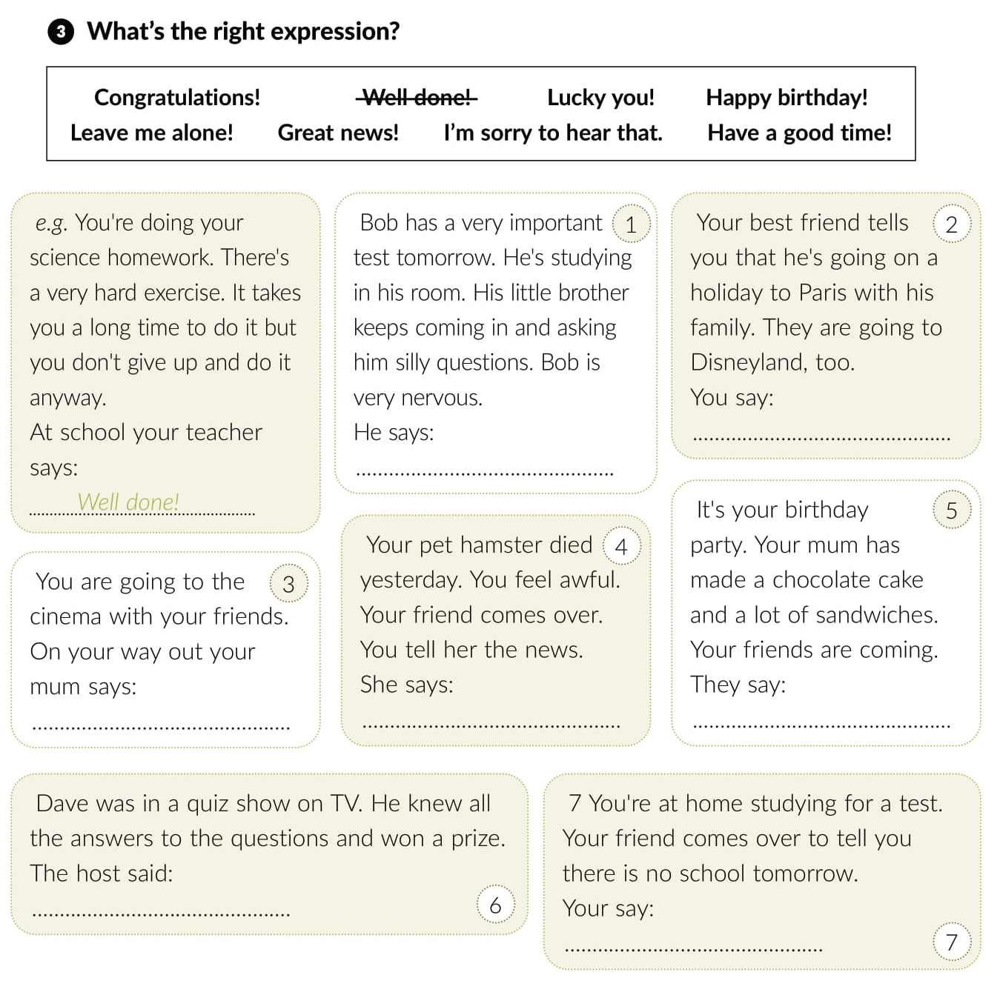 3 What's the right expression?
Congratulations! Well done! Lucky you! Happy birthday!
Leave me alone! Great news! I'm sorry to hear that. Have a good time!
e.g. You're doing your
science homework. There's
a very hard exercise. It takes
you a long time to do it but
you don't give up and do it
anyway.
At school your teacher
says:
Well done!
Bob has a very important 1
test tomorrow. He's studying
in his room. His little brother
keeps coming in and asking
him silly questions. Bob is
very nervous.
He says:
................................................
Your best friend tells 2
you that he's going on a
holiday to Paris with his
family. They are going to
Disneyland, too.
You say:
................................................
You are going to the 3
cinema with your friends.
On your way out your
mum says:
................................................
Your pet hamster died 4
yesterday. You feel awful.
Your friend comes over.
You tell her the news.
She says:
................................................
It's your birthday 5
party. Your mum has
made a chocolate cake
and a lot of sandwiches.
Your friends are coming.
They say:
................................................
Dave was in a quiz show on TV. He knew all
the answers to the questions and won a prize.
The host said:
................................................
6
7 You're at home studying for a test.
Your friend comes over to tell you
there is no school tomorrow.
Your say:
................................................
7